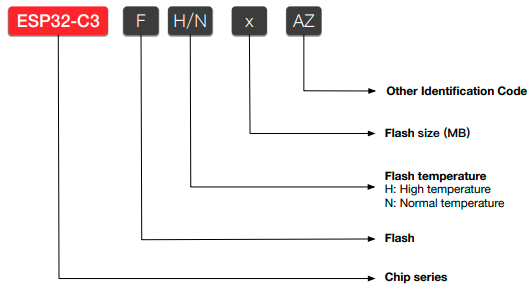 ESP32-C3 F H/N x AZ
Other Identification Code
Flash size (MB)
Flash temperature
H: High temperature
N: Normal temperature
Flash
Chip series